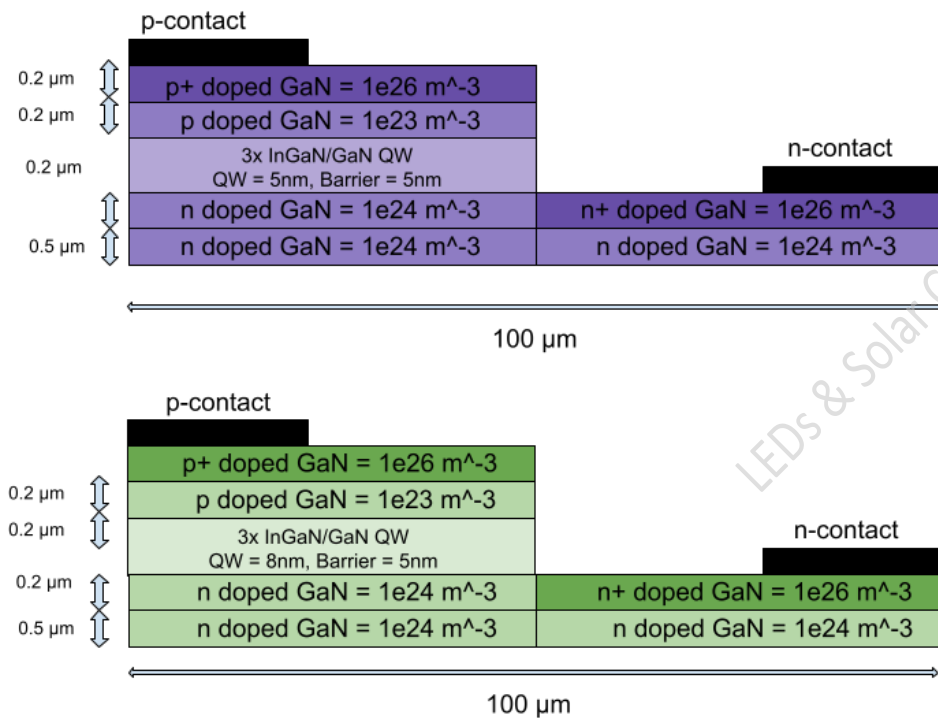 p-contact
0.2 µm
p+ doped GaN = 1e26 m^-3
0.2 µm
p doped GaN = 1e23 m^-3
0.2 µm
3x InGaN/GaN QW
QW = 5nm, Barrier = 5nm
n-contact
n doped GaN = 1e24 m^-3
n+ doped GaN = 1e26 m^-3
0.5 µm
n doped GaN = 1e24 m^-3
n doped GaN = 1e24 m^-3
100 µm
LEDs & Solar
p-contact
p+ doped GaN = 1e26 m^-3
0.2 µm
p doped GaN = 1e23 m^-3
0.2 µm
3x InGaN/GaN QW
QW = 8nm, Barrier = 5nm
n-contact
0.2 µm
n doped GaN = 1e24 m^-3
n+ doped GaN = 1e26 m^-3
0.5 µm
n doped GaN = 1e24 m^-3
n doped GaN = 1e24 m^-3
100 µm